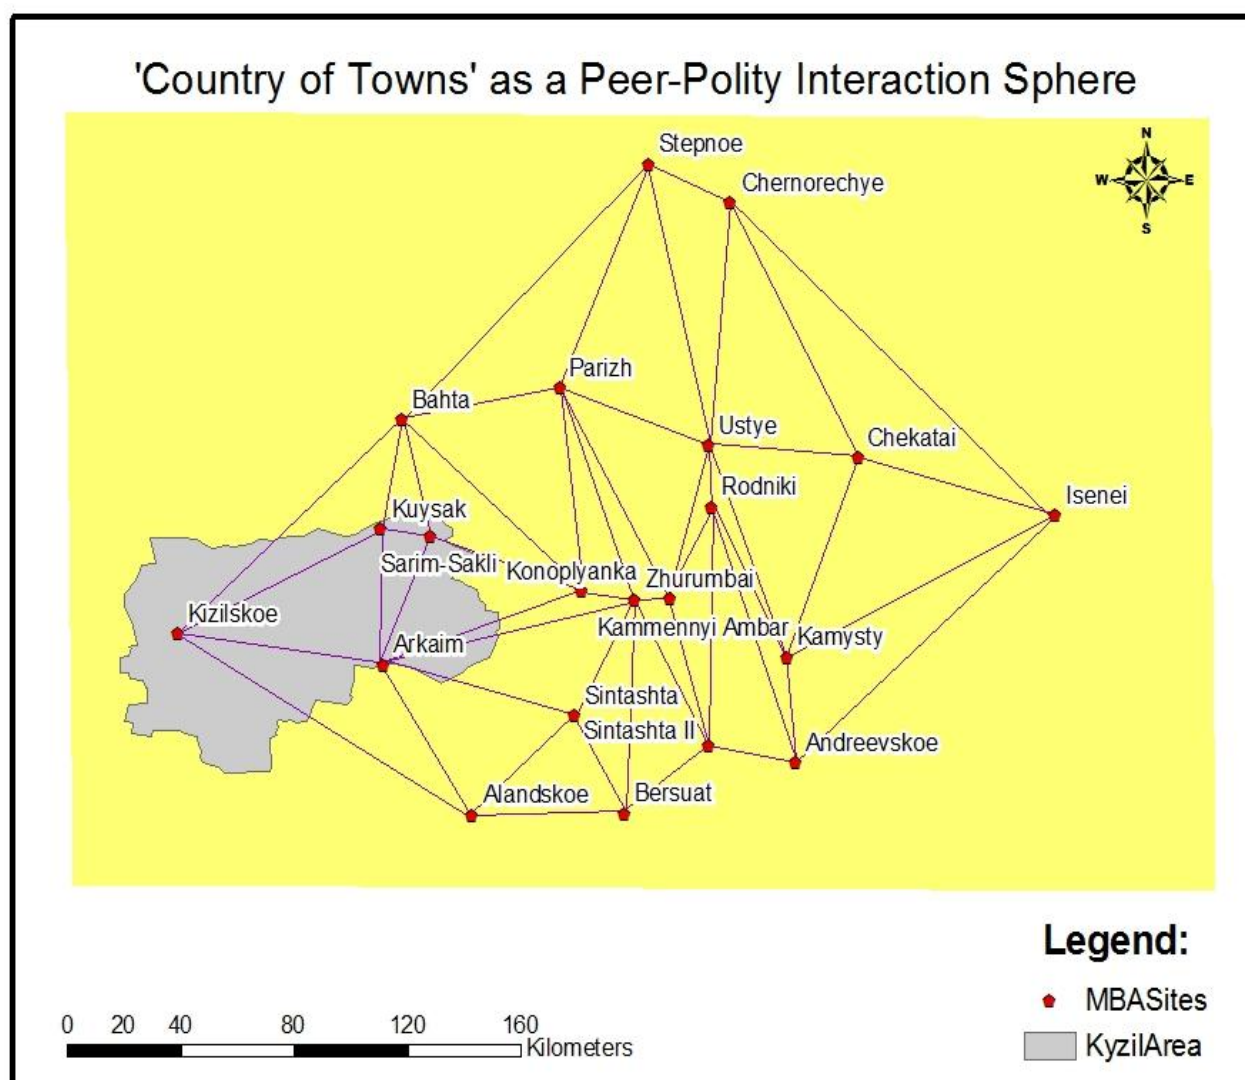 'Country of Towns' as a Peer-Polity Interaction Sphere
Stepnoe
N
W E
S
Chernorechye
Parizh
Bahta
Ustye
Chekatai
Rodniki
Isenei
Kuysak
Sarim-Sakli
Konoplyanka
Zhurumbai
Kizilskoe
Kammennyi Ambar
Kamysty
Arkaim
Sintashta
Sintashta II
Andreevskoe
Alandskoe
Bersuat
Legend:
MBASites
KyzilArea
0 20 40 80 120 160
Kilometers